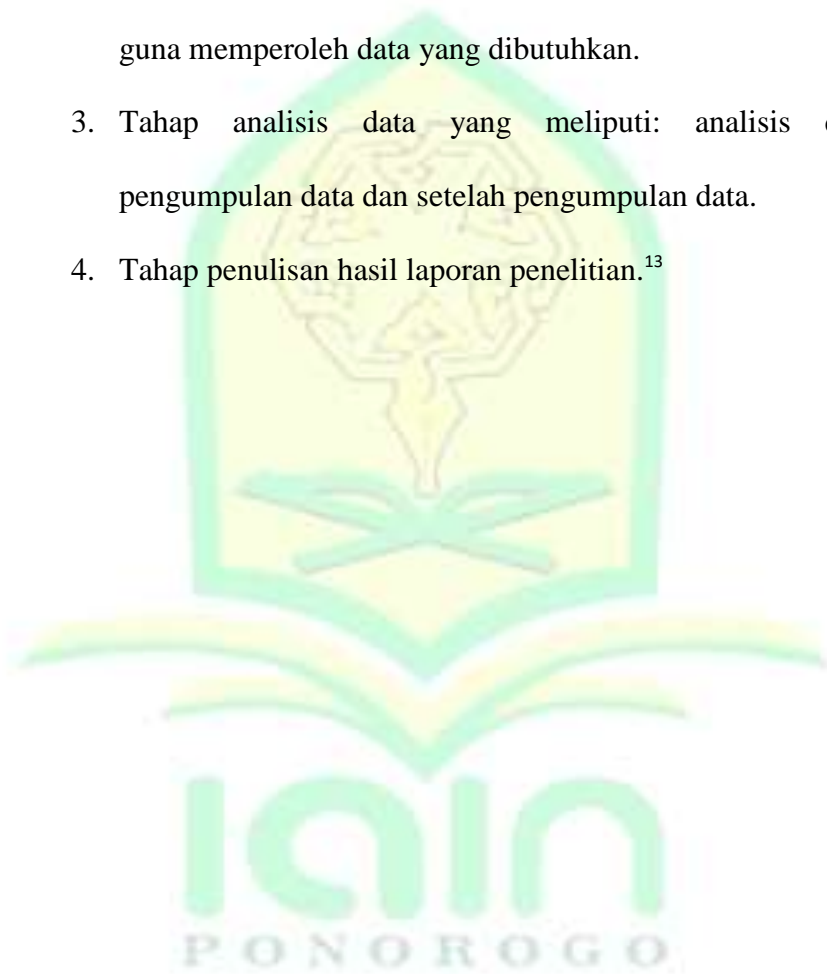 guna memperoleh data yang dibutuhkan.
3. Tahap analisis data yang meliputi: analisis
pengumpulan data dan setelah pengumpulan data.
4. Tahap penulisan hasil laporan penelitian.¹³
iain
PONOROGO